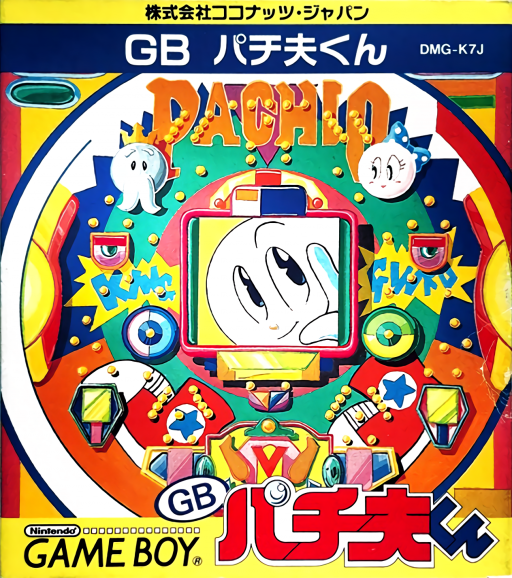 株式会社ココナッツ・ジャパン
GB パチ夫くん DMG-K7J
PACHIO
GB
パチ夫くん
Nintendo
GAME BOY®